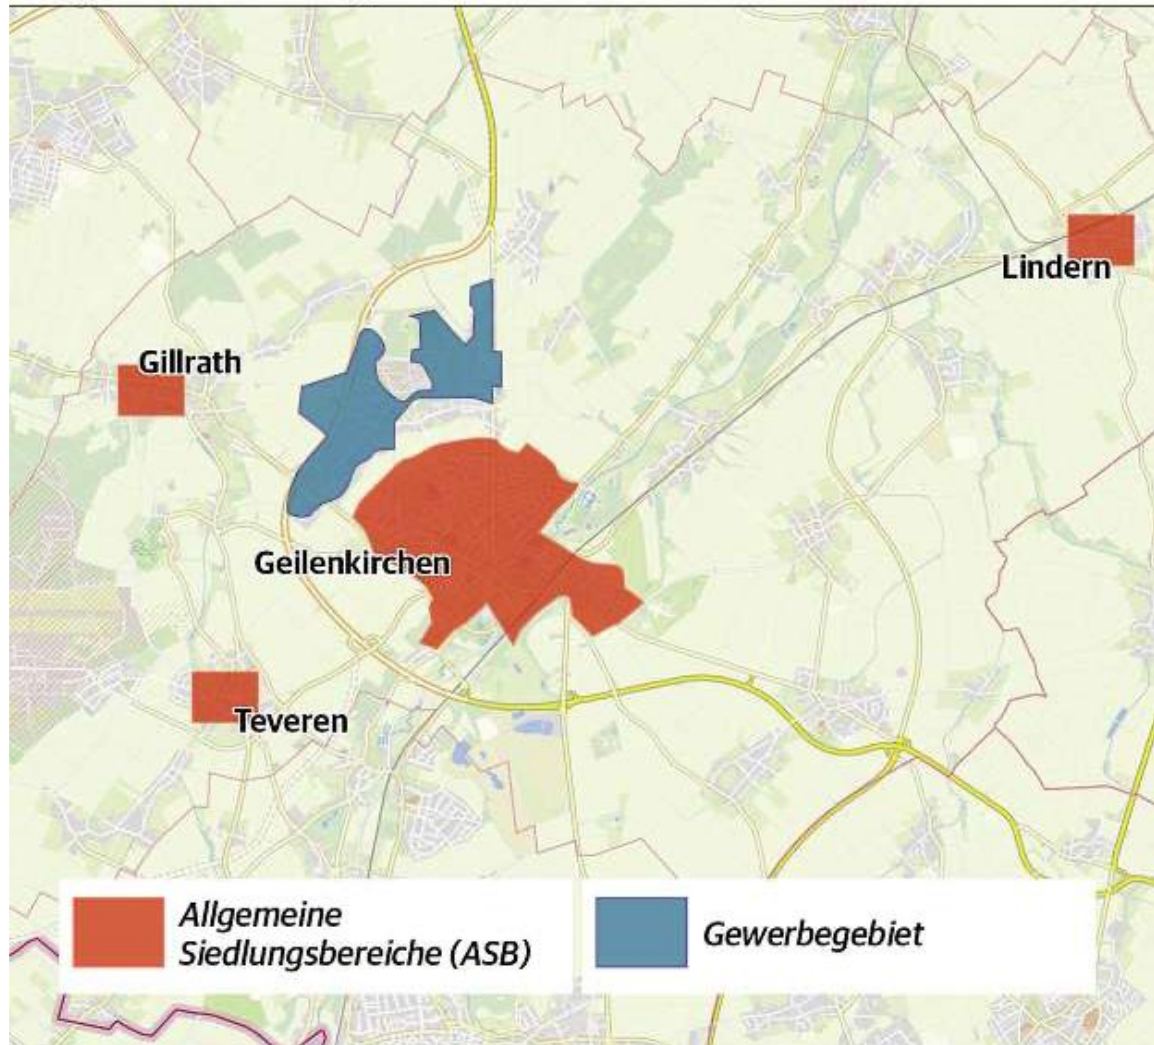 Lindern
Gillrath
Geilenkirchen
Teveren
Allgemeine
Siedlungsbereiche (ASB)
Gewerbegebiet